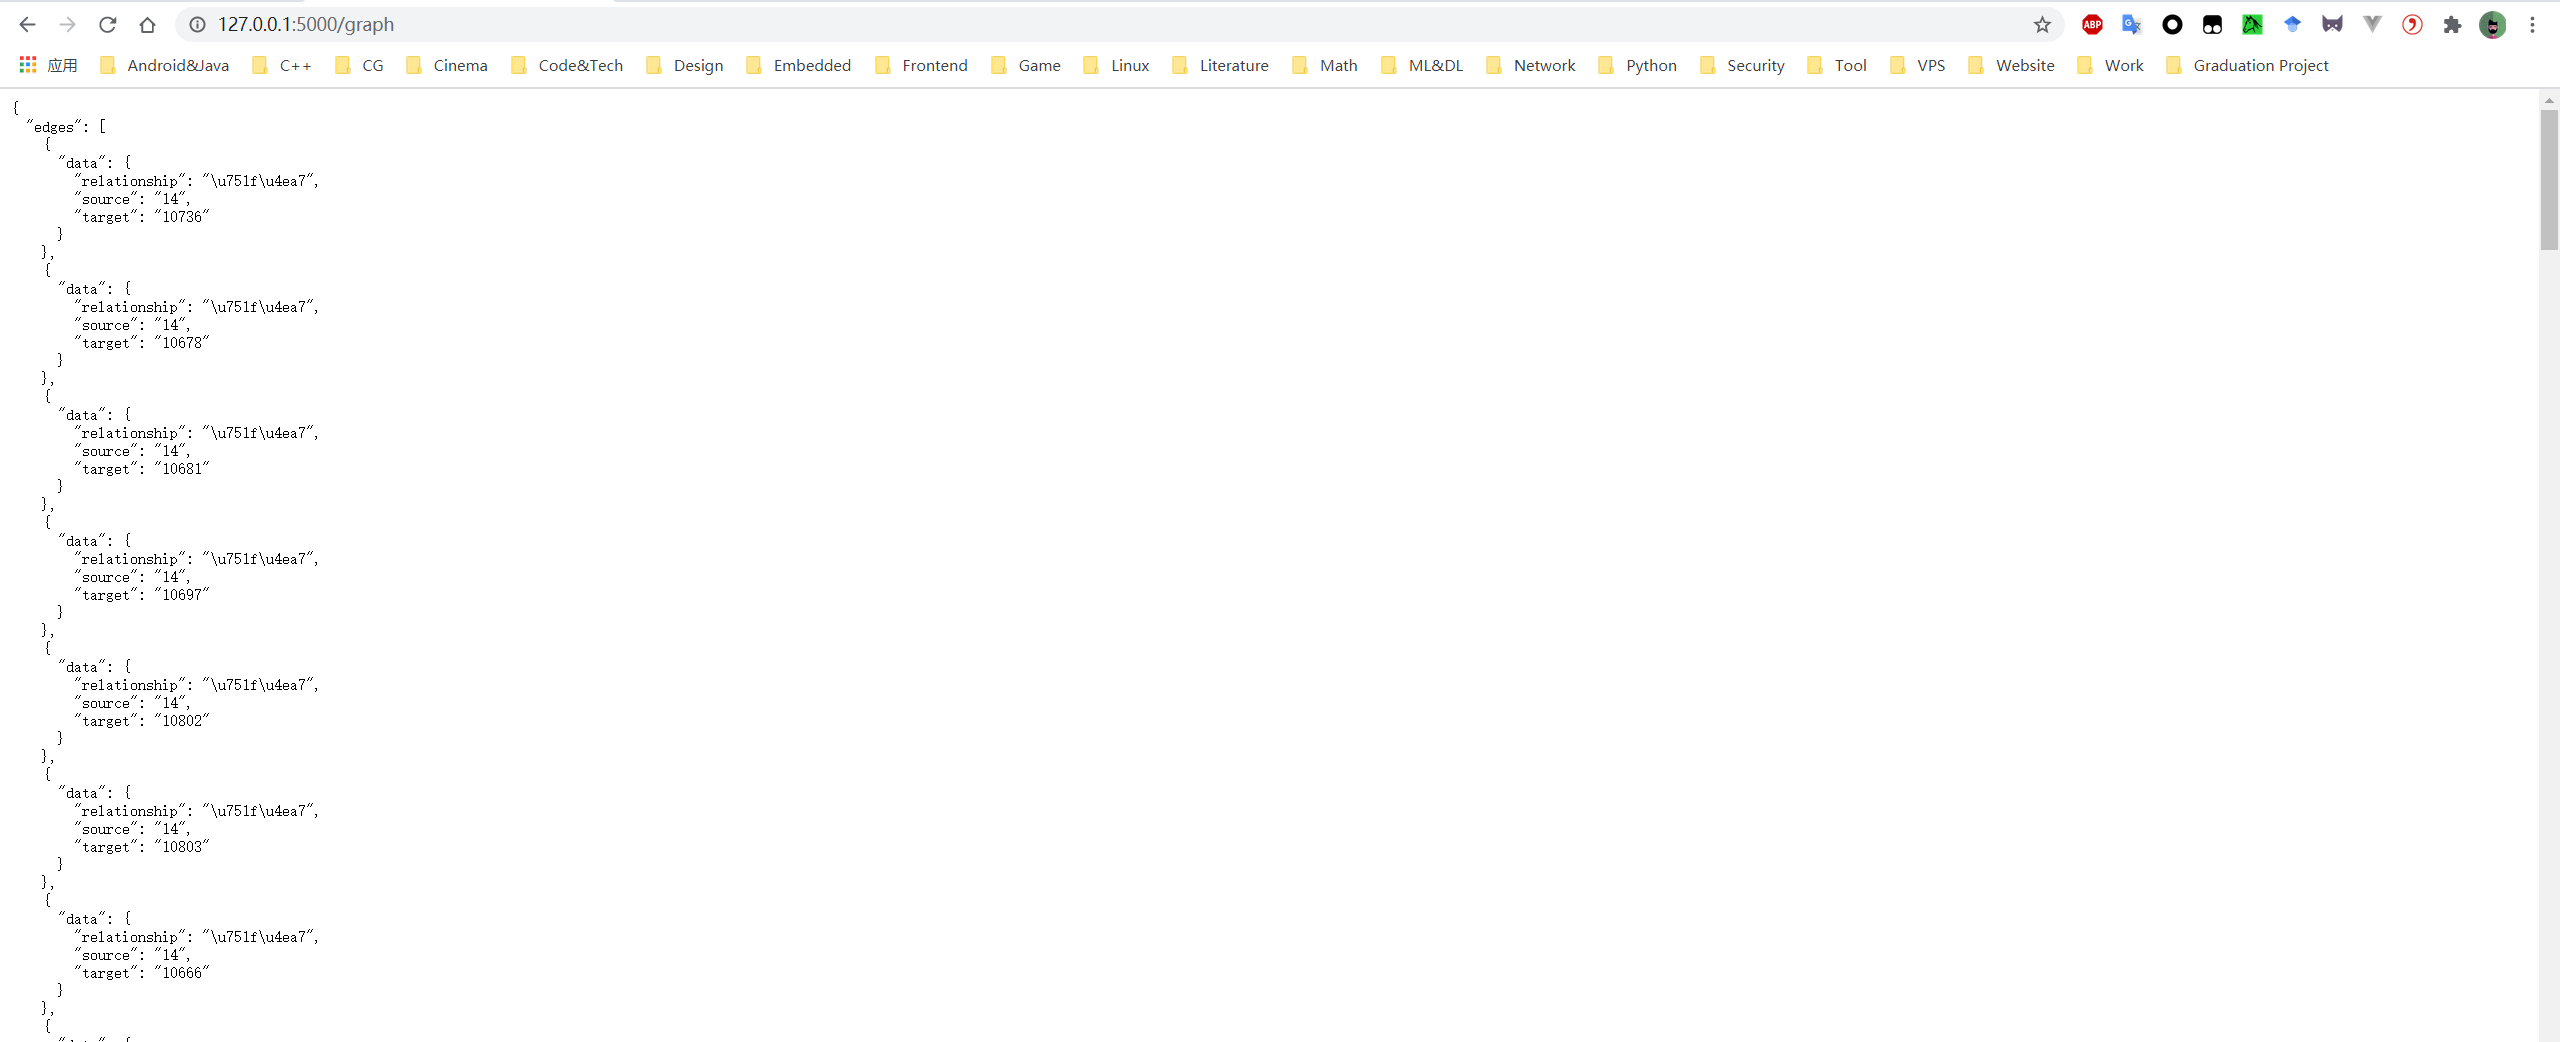 127.0.0.1:5000/graph
ABP
应用 Android&Java C++ CG Cinema Code&Tech Design Embedded Frontend Game Linux Literature Math ML&DL Network Python Security Tool VPS Website Work Graduation Project
{
"edges": [
{
"data": {
"relationship": "\u751f\u4ea7",
"source": "14",
"target": "10736"
}
},
{
"data": {
"relationship": "\u751f\u4ea7",
"source": "14",
"target": "10678"
}
},
{
"data": {
"relationship": "\u751f\u4ea7",
"source": "14",
"target": "10681"
}
},
{
"data": {
"relationship": "\u751f\u4ea7",
"source": "14",
"target": "10697"
}
},
{
"data": {
"relationship": "\u751f\u4ea7",
"source": "14",
"target": "10802"
}
},
{
"data": {
"relationship": "\u751f\u4ea7",
"source": "14",
"target": "10803"
}
},
{
"data": {
"relationship": "\u751f\u4ea7",
"source": "14",
"target": "10666"
}
},
{